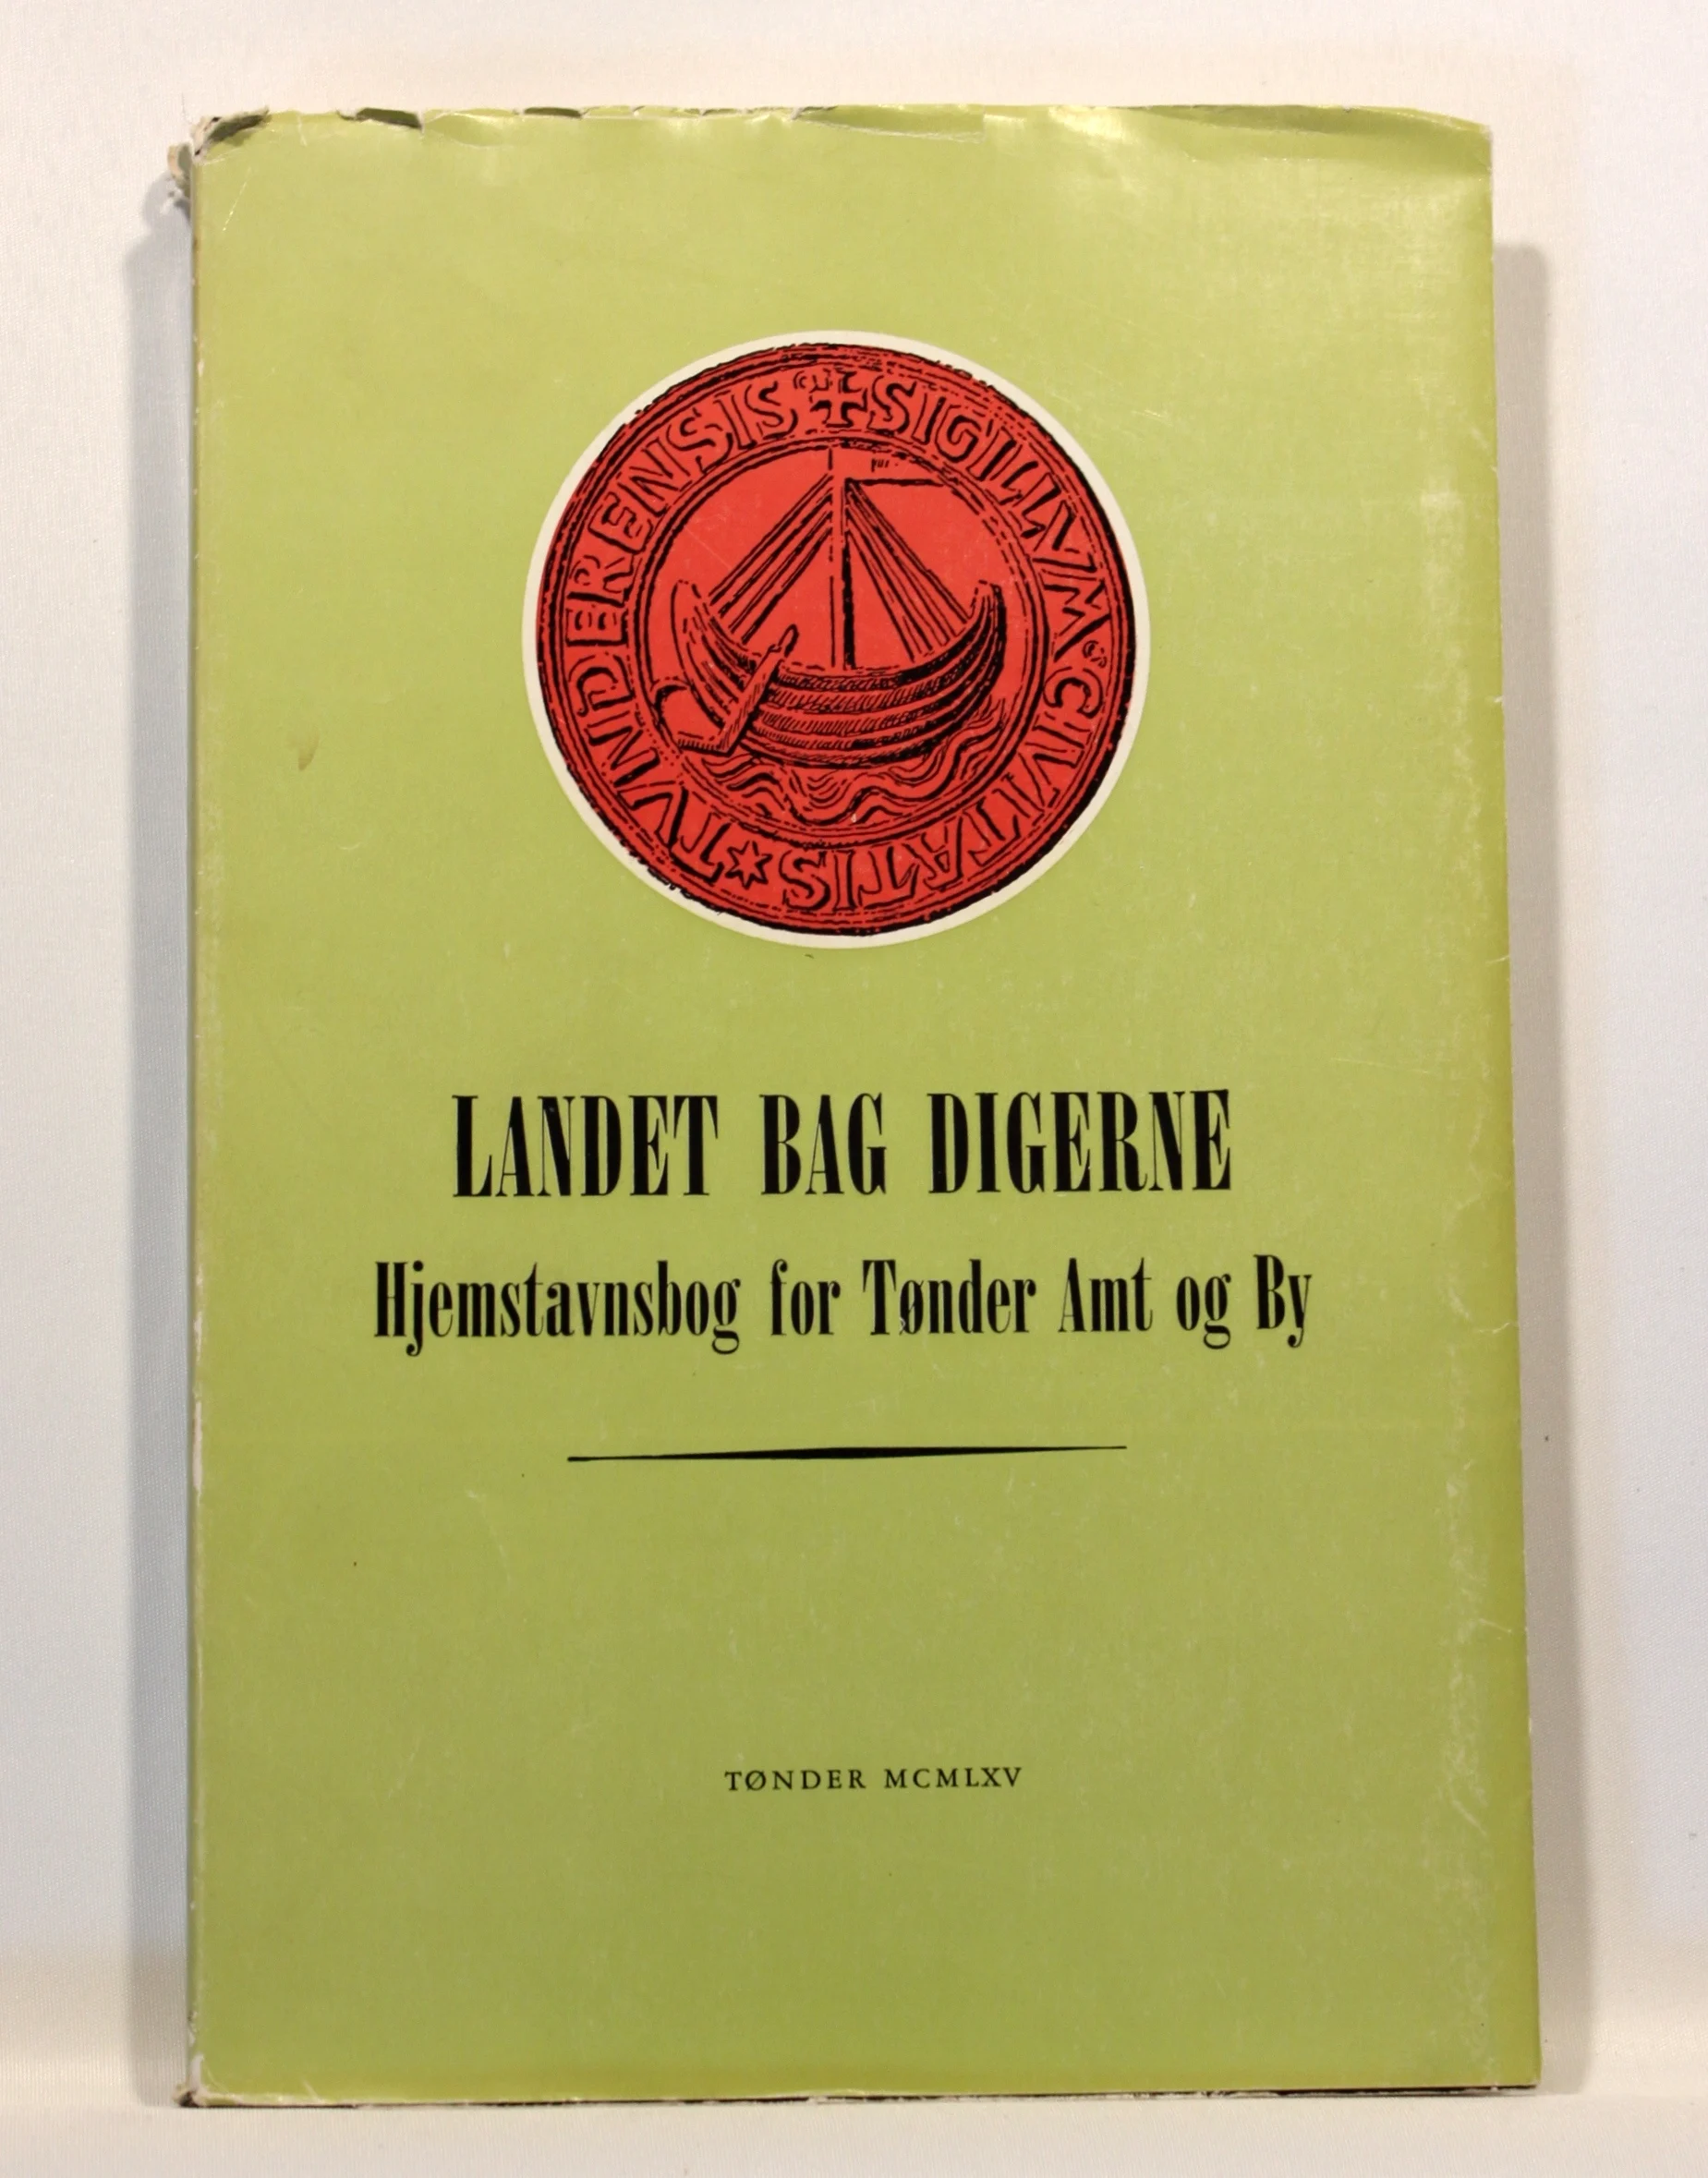 ✢SIGILLVM CIVITATIS ✶ TVNDERENSIS
LANDET BAG DIGERNE
Hjemstavnsbog for Tønder Amt og By
TØNDER MCMLXV